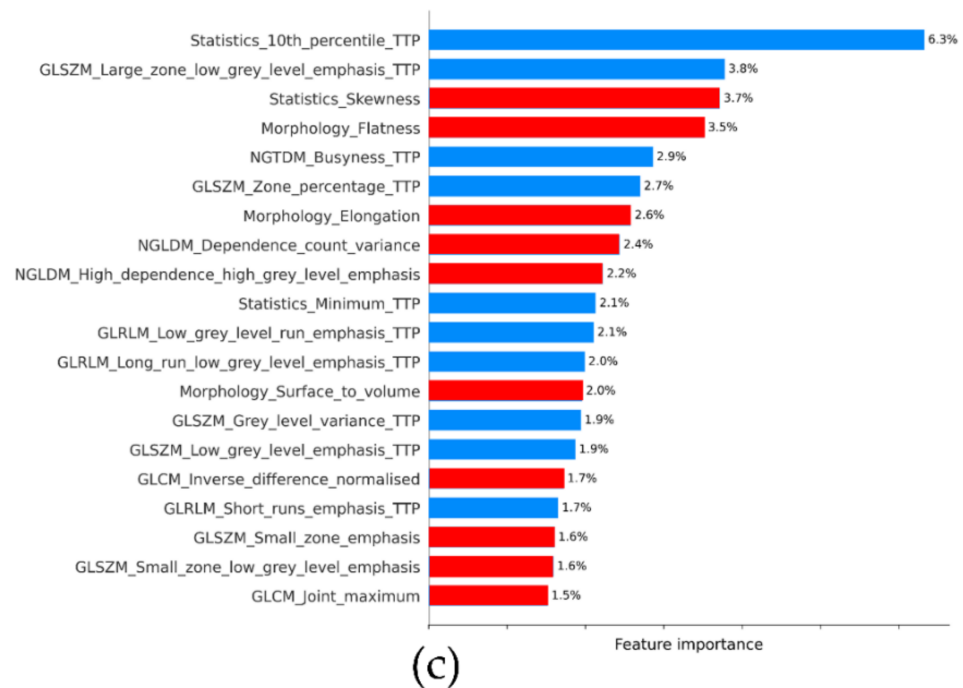 Statistics_10th_percentile_TTP 6.3%
GLSZM_Large_zone_low_grey_level_emphasis_TTP 3.8%
Statistics_Skewness 3.7%
Morphology_Flatness 3.5%
NGTDM_Busyness_TTP 2.9%
GLSZM_Zone_percentage_TTP 2.7%
Morphology_Elongation 2.6%
NGLDM_Dependence_count_variance 2.4%
NGLDM_High_dependence_high_grey_level_emphasis 2.2%
Statistics_Minimum_TTP 2.1%
GLRLM_Low_grey_level_run_emphasis_TTP 2.1%
GLRLM_Long_run_low_grey_level_emphasis_TTP 2.0%
Morphology_Surface_to_volume 2.0%
GLSZM_Grey_level_variance_TTP 1.9%
GLSZM_Low_grey_level_emphasis_TTP 1.9%
GLCM_Inverse_difference_normalised 1.7%
GLRLM_Short_runs_emphasis_TTP 1.7%
GLSZM_Small_zone_emphasis 1.6%
GLSZM_Small_zone_low_grey_level_emphasis 1.6%
GLCM_Joint_maximum 1.5%
Feature importance
(c)